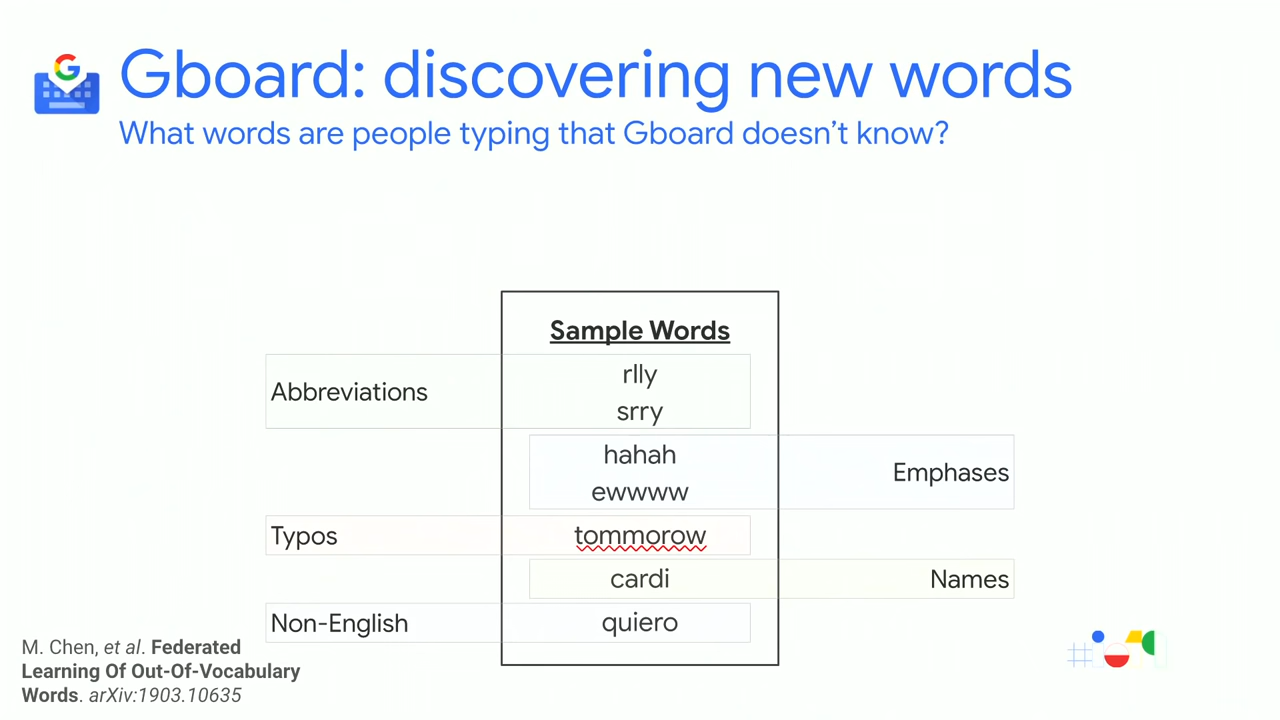 Gboard: discovering new words
What words are people typing that Gboard doesn't know?
Sample Words
Abbreviations
rlly
srry
hahah
ewwww
Emphases
Typos
tommorow
cardi
Names
Non-English
quiero
M. Chen, et al. Federated
Learning Of Out-Of-Vocabulary
Words. arXiv:1903.10635